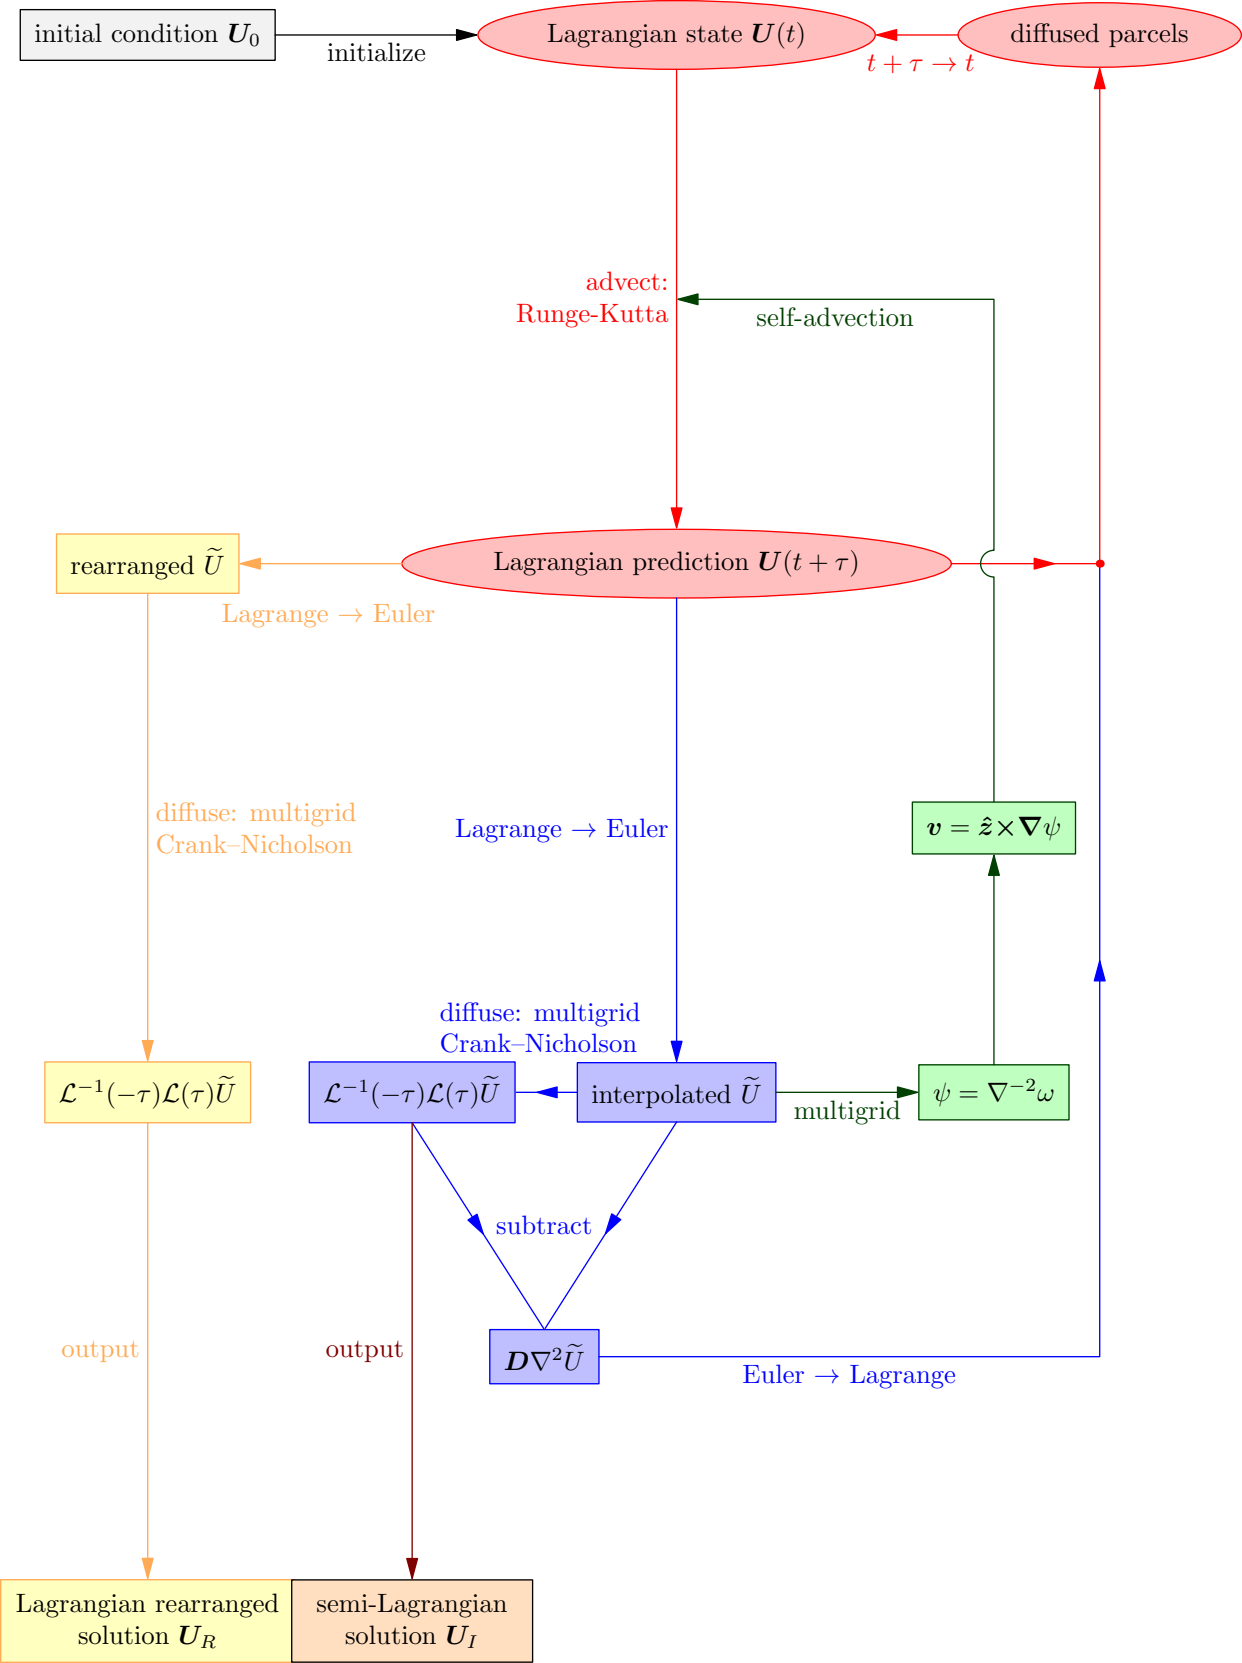 initial condition U₀
initialize
Lagrangian state U(t)
t + τ → t
diffused parcels
advect:
Runge-Kutta
self-advection
rearranged Ũ
Lagrange → Euler
Lagrangian prediction U(t + τ)
diffuse: multigrid
Crank–Nicholson
Lagrange → Euler
v = ẑ×∇ψ
diffuse: multigrid
Crank–Nicholson
ℒ⁻¹(−τ)ℒ(τ)Ũ
ℒ⁻¹(−τ)ℒ(τ)Ũ
interpolated Ũ
multigrid
ψ = ∇⁻²ω
subtract
output
output
D∇²Ũ
Euler → Lagrange
Lagrangian rearranged
solution U_R
semi-Lagrangian
solution U_I